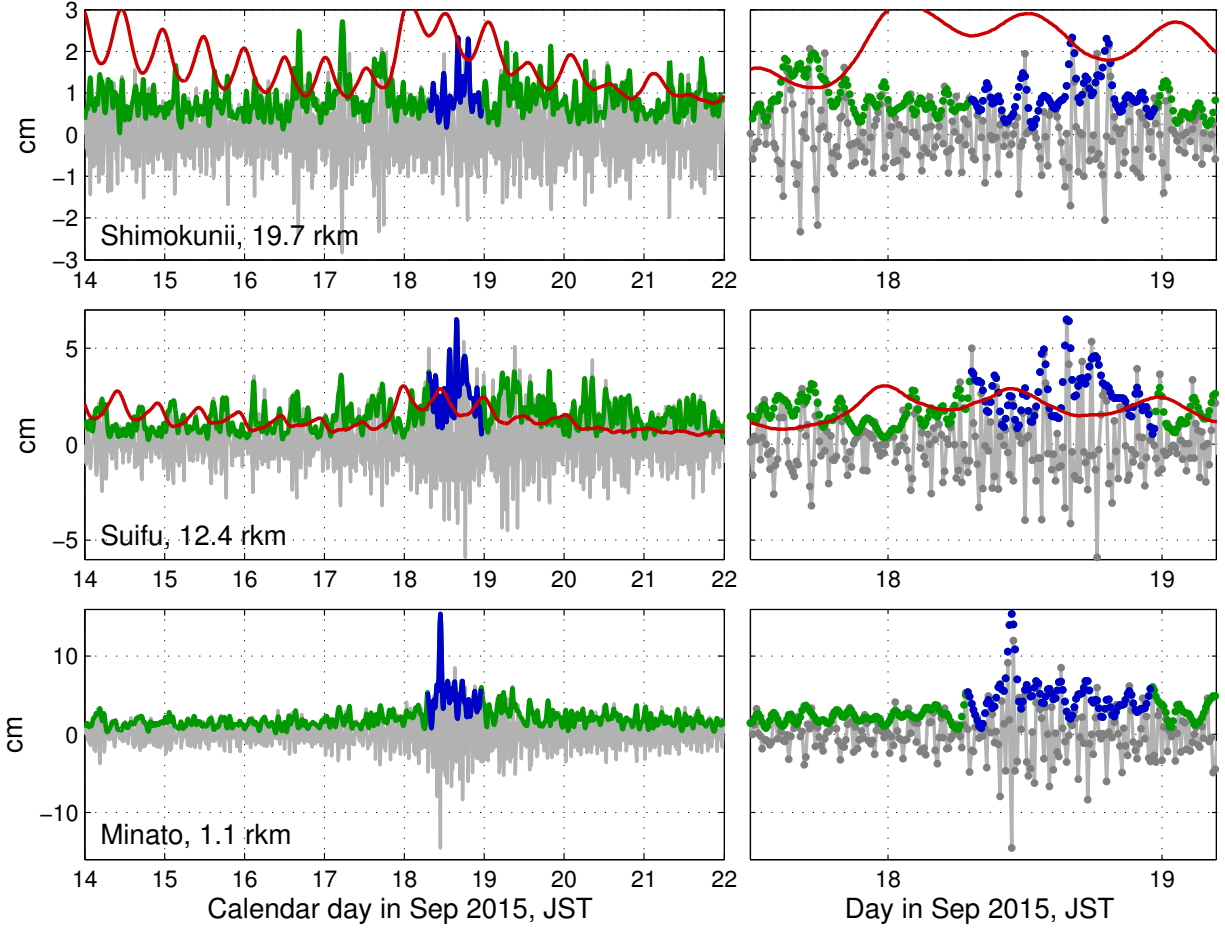 3
2
1
0
−1
−2
−3
cm
Shimokunii, 19.7 rkm
14 15 16 17 18 19 20 21 22
18 19
5
0
−5
cm
Suifu, 12.4 rkm
14 15 16 17 18 19 20 21 22
18 19
10
0
−10
cm
Minato, 1.1 rkm
14 15 16 17 18 19 20 21 22
18 19
Calendar day in Sep 2015, JST
Day in Sep 2015, JST